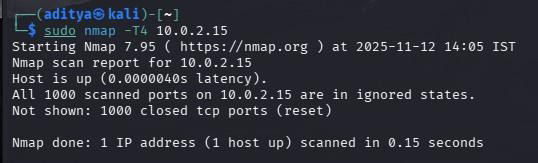 ┌──(aditya㉿kali)-[~]
└─$ sudo nmap -T4 10.0.2.15
Starting Nmap 7.95 ( https://nmap.org ) at 2025-11-12 14:05 IST
Nmap scan report for 10.0.2.15
Host is up (0.0000040s latency).
All 1000 scanned ports on 10.0.2.15 are in ignored states.
Not shown: 1000 closed tcp ports (reset)
Nmap done: 1 IP address (1 host up) scanned in 0.15 seconds